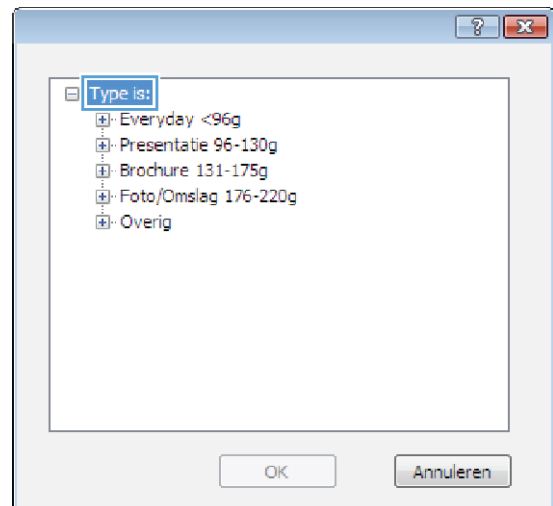 Type is:
Everyday <96g
Presentatie 96-130g
Brochure 131-175g
Foto/Omslag 176-220g
Overig
OK
Annuleren